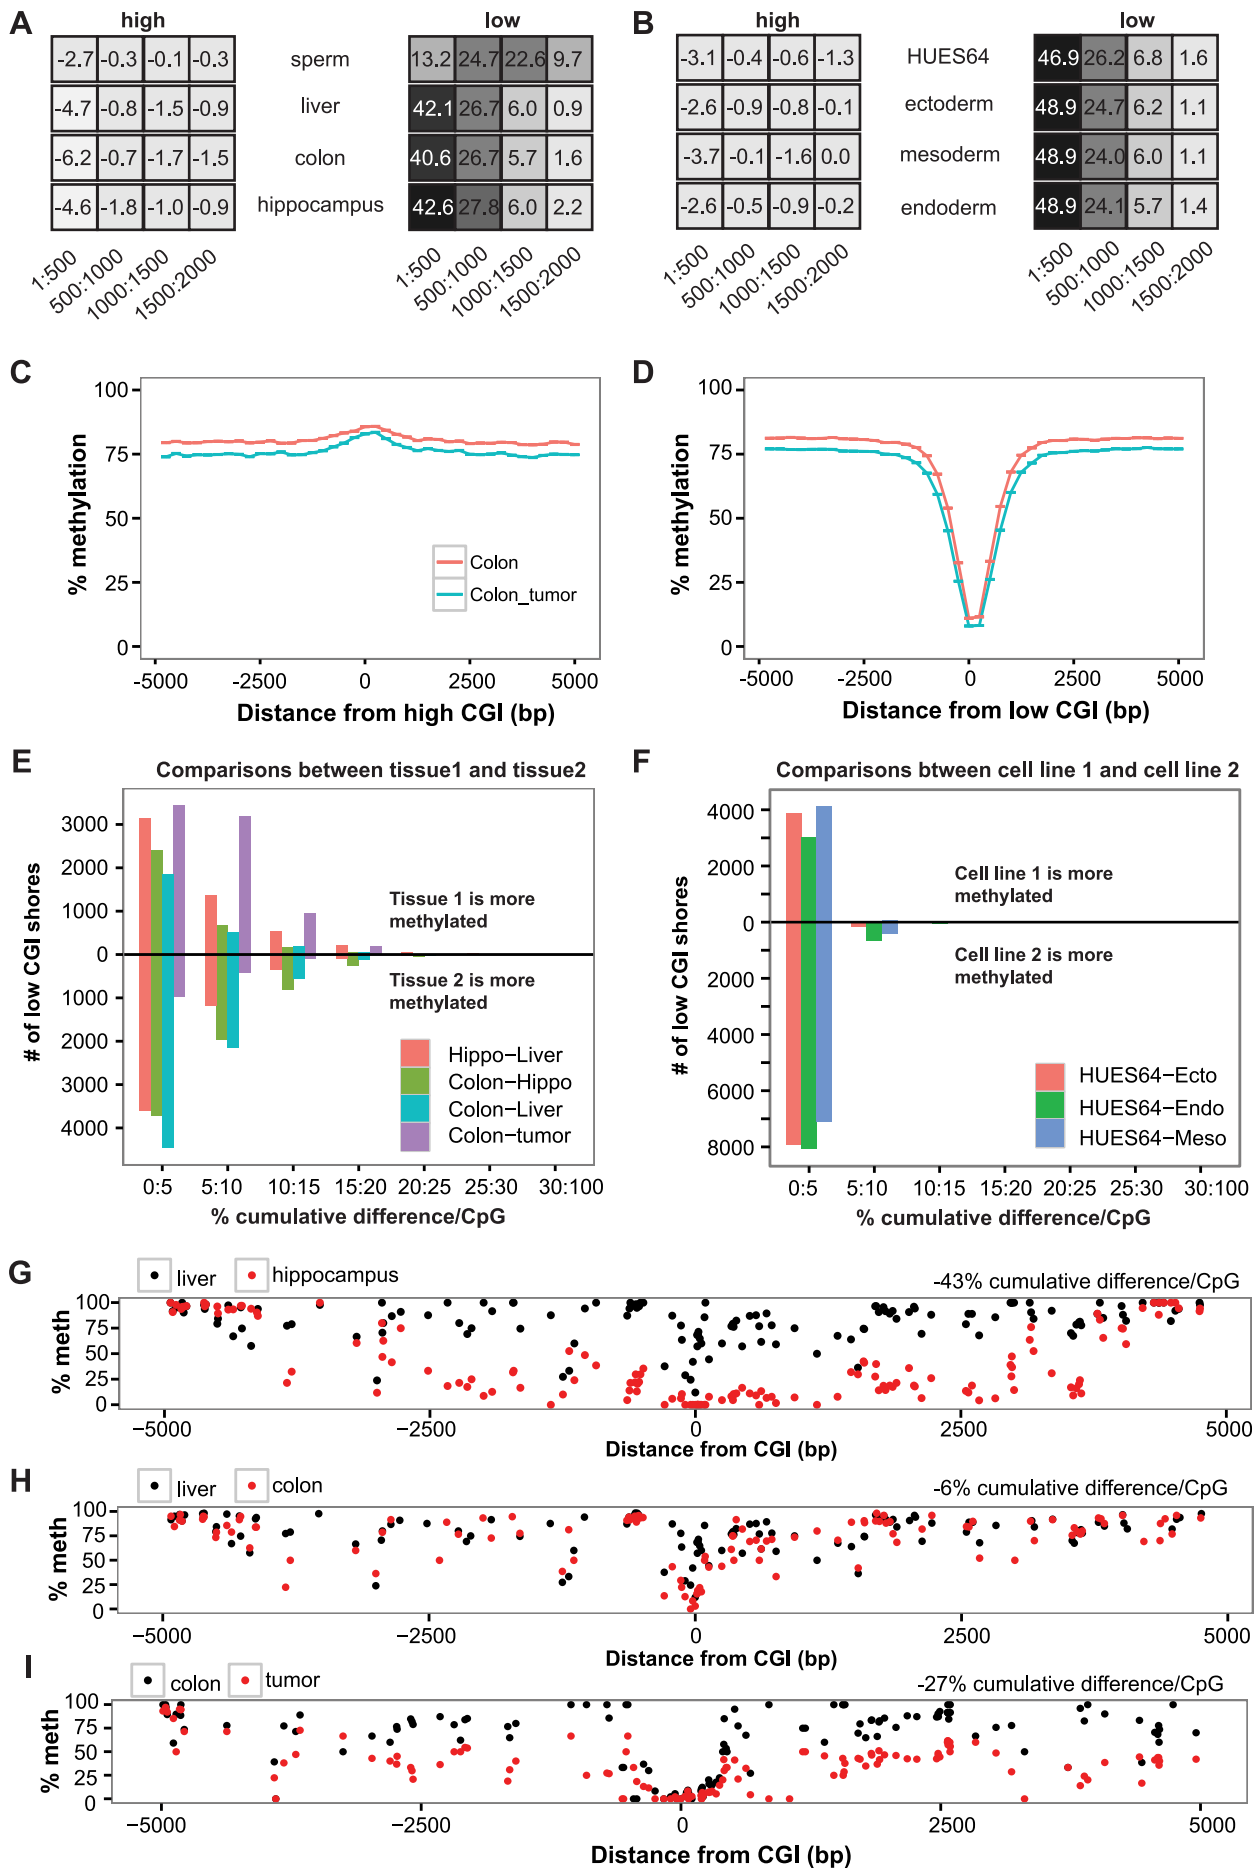 A
high
low
-2.7 -0.3 -0.1 -0.3
sperm
13.2 24.7 22.6 9.7
-4.7 -0.8 -1.5 -0.9
liver
42.1 26.7 6.0 0.9
-6.2 -0.7 -1.7 -1.5
colon
40.6 26.7 5.7 1.6
-4.6 -1.8 -1.0 -0.9
hippocampus
42.6 27.8 6.0 2.2
1:500 500:1000 1000:1500 1500:2000
1:500 500:1000 1000:1500 1500:2000
B
high
low
-3.1 -0.4 -0.6 -1.3
HUES64
46.9 26.2 6.8 1.6
-2.6 -0.9 -0.8 -0.1
ectoderm
48.9 24.7 6.2 1.1
-3.7 -0.1 -1.6 0.0
mesoderm
48.9 24.0 6.0 1.1
-2.6 -0.5 -0.9 -0.2
endoderm
48.9 24.1 5.7 1.4
1:500 500:1000 1000:1500 1500:2000
1:500 500:1000 1000:1500 1500:2000
C
% methylation
100
75
50
25
0
Colon
Colon_tumor
-5000 -2500 0 2500 5000
Distance from high CGI (bp)
D
% methylation
100
75
50
25
0
-5000 -2500 0 2500 5000
Distance from low CGI (bp)
E
Comparisons between tissue1 and tissue2
# of low CGI shores
3000
2000
1000
0
1000
2000
3000
4000
Tissue 1 is more
methylated
Tissue 2 is more
methylated
Hippo−Liver
Colon−Hippo
Colon−Liver
Colon−tumor
0:5 5:10 10:15 15:20 20:25 25:30 30:100
% cumulative difference/CpG
F
Comparisons btween cell line 1 and cell line 2
# of low CGI shores
4000
2000
0
2000
4000
6000
8000
Cell line 1 is more
methylated
Cell line 2 is more
methylated
HUES64−Ecto
HUES64−Endo
HUES64−Meso
0:5 5:10 10:15 15:20 20:25 25:30 30:100
% cumulative difference/CpG
G
liver hippocampus
-43% cumulative difference/CpG
% meth
100
75
50
25
0
−5000 −2500 0 2500 5000
Distance from CGI (bp)
H
liver colon
-6% cumulative difference/CpG
% meth
100
75
50
25
0
−5000 −2500 0 2500 5000
Distance from CGI (bp)
I
colon tumor
-27% cumulative difference/CpG
% meth
100
75
50
25
0
−5000 −2500 0 2500 5000
Distance from CGI (bp)